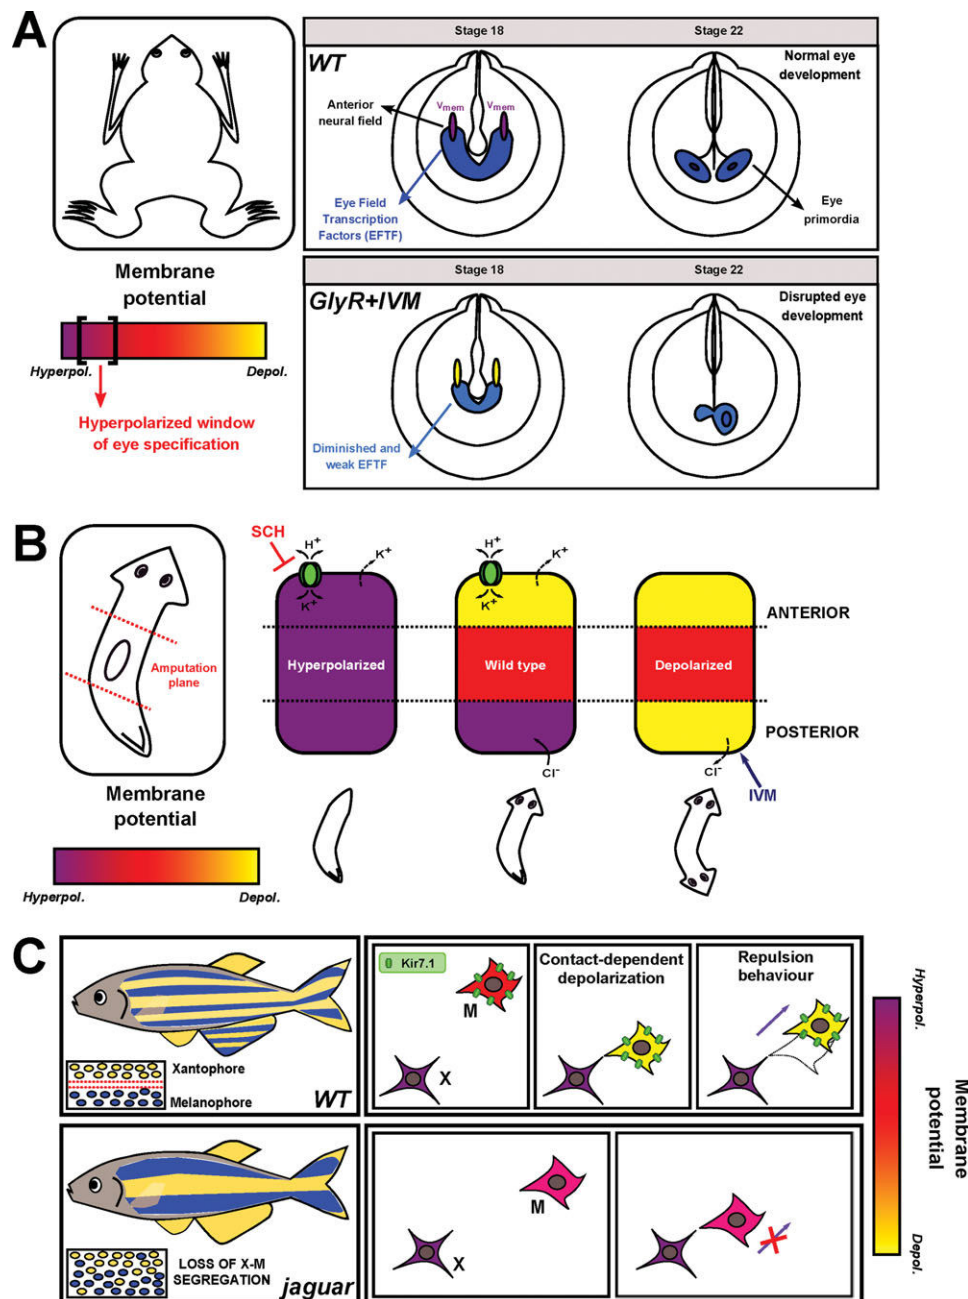 A
Stage 18
Stage 22
WT
Normal eye
development
Anterior
neural field
Vmem
Vmem
Eye Field
Transcription
Factors (EFTF)
Eye
primordia
Membrane
potential
Hyperpol.
Depol.
Hyperpolarized window
of eye specification
Stage 18
Stage 22
GlyR+IVM
Disrupted eye
development
Diminished and
weak EFTF
B
Amputation
plane
SCH
H+
K+
K+
H+
K+
K+
Hyperpolarized
Wild type
Depolarized
ANTERIOR
POSTERIOR
Cl-
Cl-
IVM
Membrane
potential
Hyperpol.
Depol.
C
Xantophore
Melanophore
WT
Kir7.1
M
X
Contact-dependent
depolarization
Repulsion
behaviour
Hyperpol.
Membrane
potential
Depol.
LOSS OF X-M
SEGREGATION
jaguar
M
X